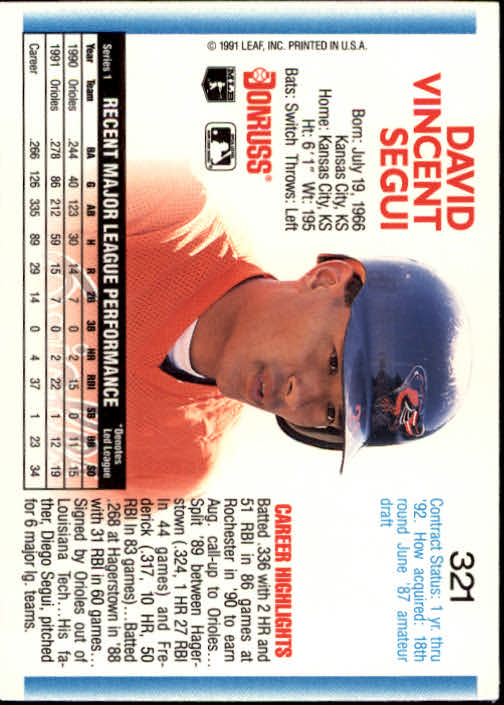 DAVID
VINCENT
SEGUI
Born: July 19, 1966
Kansas City, KS
Home: Kansas City, KS
Ht: 6'1" Wt: 195
Bats: Switch Throws: Left
DONRUSS
MLB
© 1991 LEAF, INC. PRINTED IN U.S.A.
321
Contract Status: 1 yr. thru
'92. How acquired: 18th
round June '87 amateur
draft
CAREER HIGHLIGHTS
Batted .336 with 2 HR and
51 RBI in 86 games at
Rochester in '90 to earn
Aug. call-up to Orioles...
Split '89 between Hager-
stown (.324, 1 HR 27 RBI
in 44 games) and Fre-
derick (.317, 10 HR, 50
RBI in 83 games)...Batted
.268 at Hagerstown in '88
with 31 RBI in 60 games...
Signed by Orioles out of
Louisiana Tech...His fa-
ther, Diego Segui, pitched
for 6 major lg. teams.
Series 1 RECENT MAJOR LEAGUE PERFORMANCE *Denotes
Led League
Year Team BA G AB H R 2B 3B HR RBI SB BB SO
1990 Orioles .244 40 123 30 14 7 0 2 15 0 11 15
1991 Orioles .278 86 212 59 15 7 0 2 22 1 12 19
Career .266 126 335 89 29 14 0 4 37 1 23 34